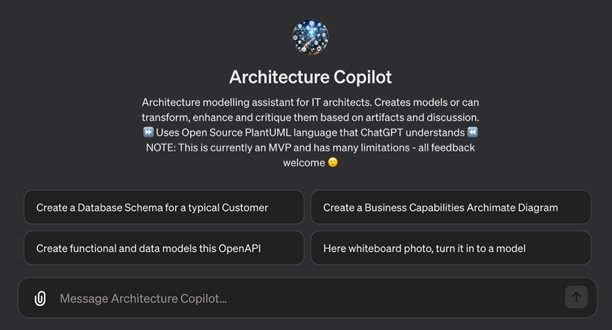 Architecture Copilot
Architecture modelling assistant for IT architects. Creates models or can
transform, enhance and critique them based on artifacts and discussion.
⏩ Uses Open Source PlantUML language that ChatGPT understands ⏪
NOTE: This is currently an MVP and has many limitations - all feedback
welcome 🙂
Create a Database Schema for a typical Customer
Create a Business Capabilities Archimate Diagram
Create functional and data models this OpenAPI
Here whiteboard photo, turn it in to a model
Message Architecture Copilot...